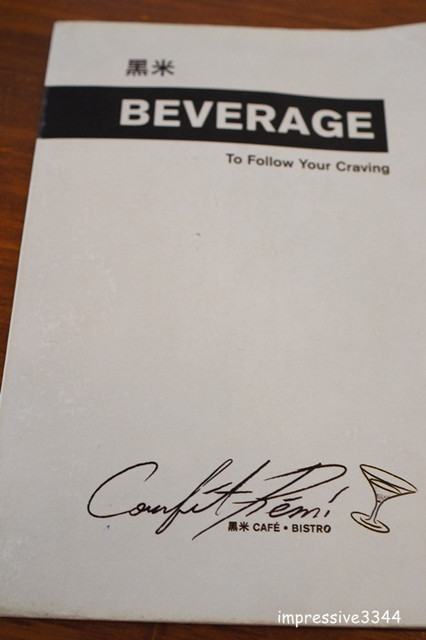 黑米
BEVERAGE
To Follow Your Craving
Confit Rémi
黑米 CAFÉ • BISTRO
impressive3344